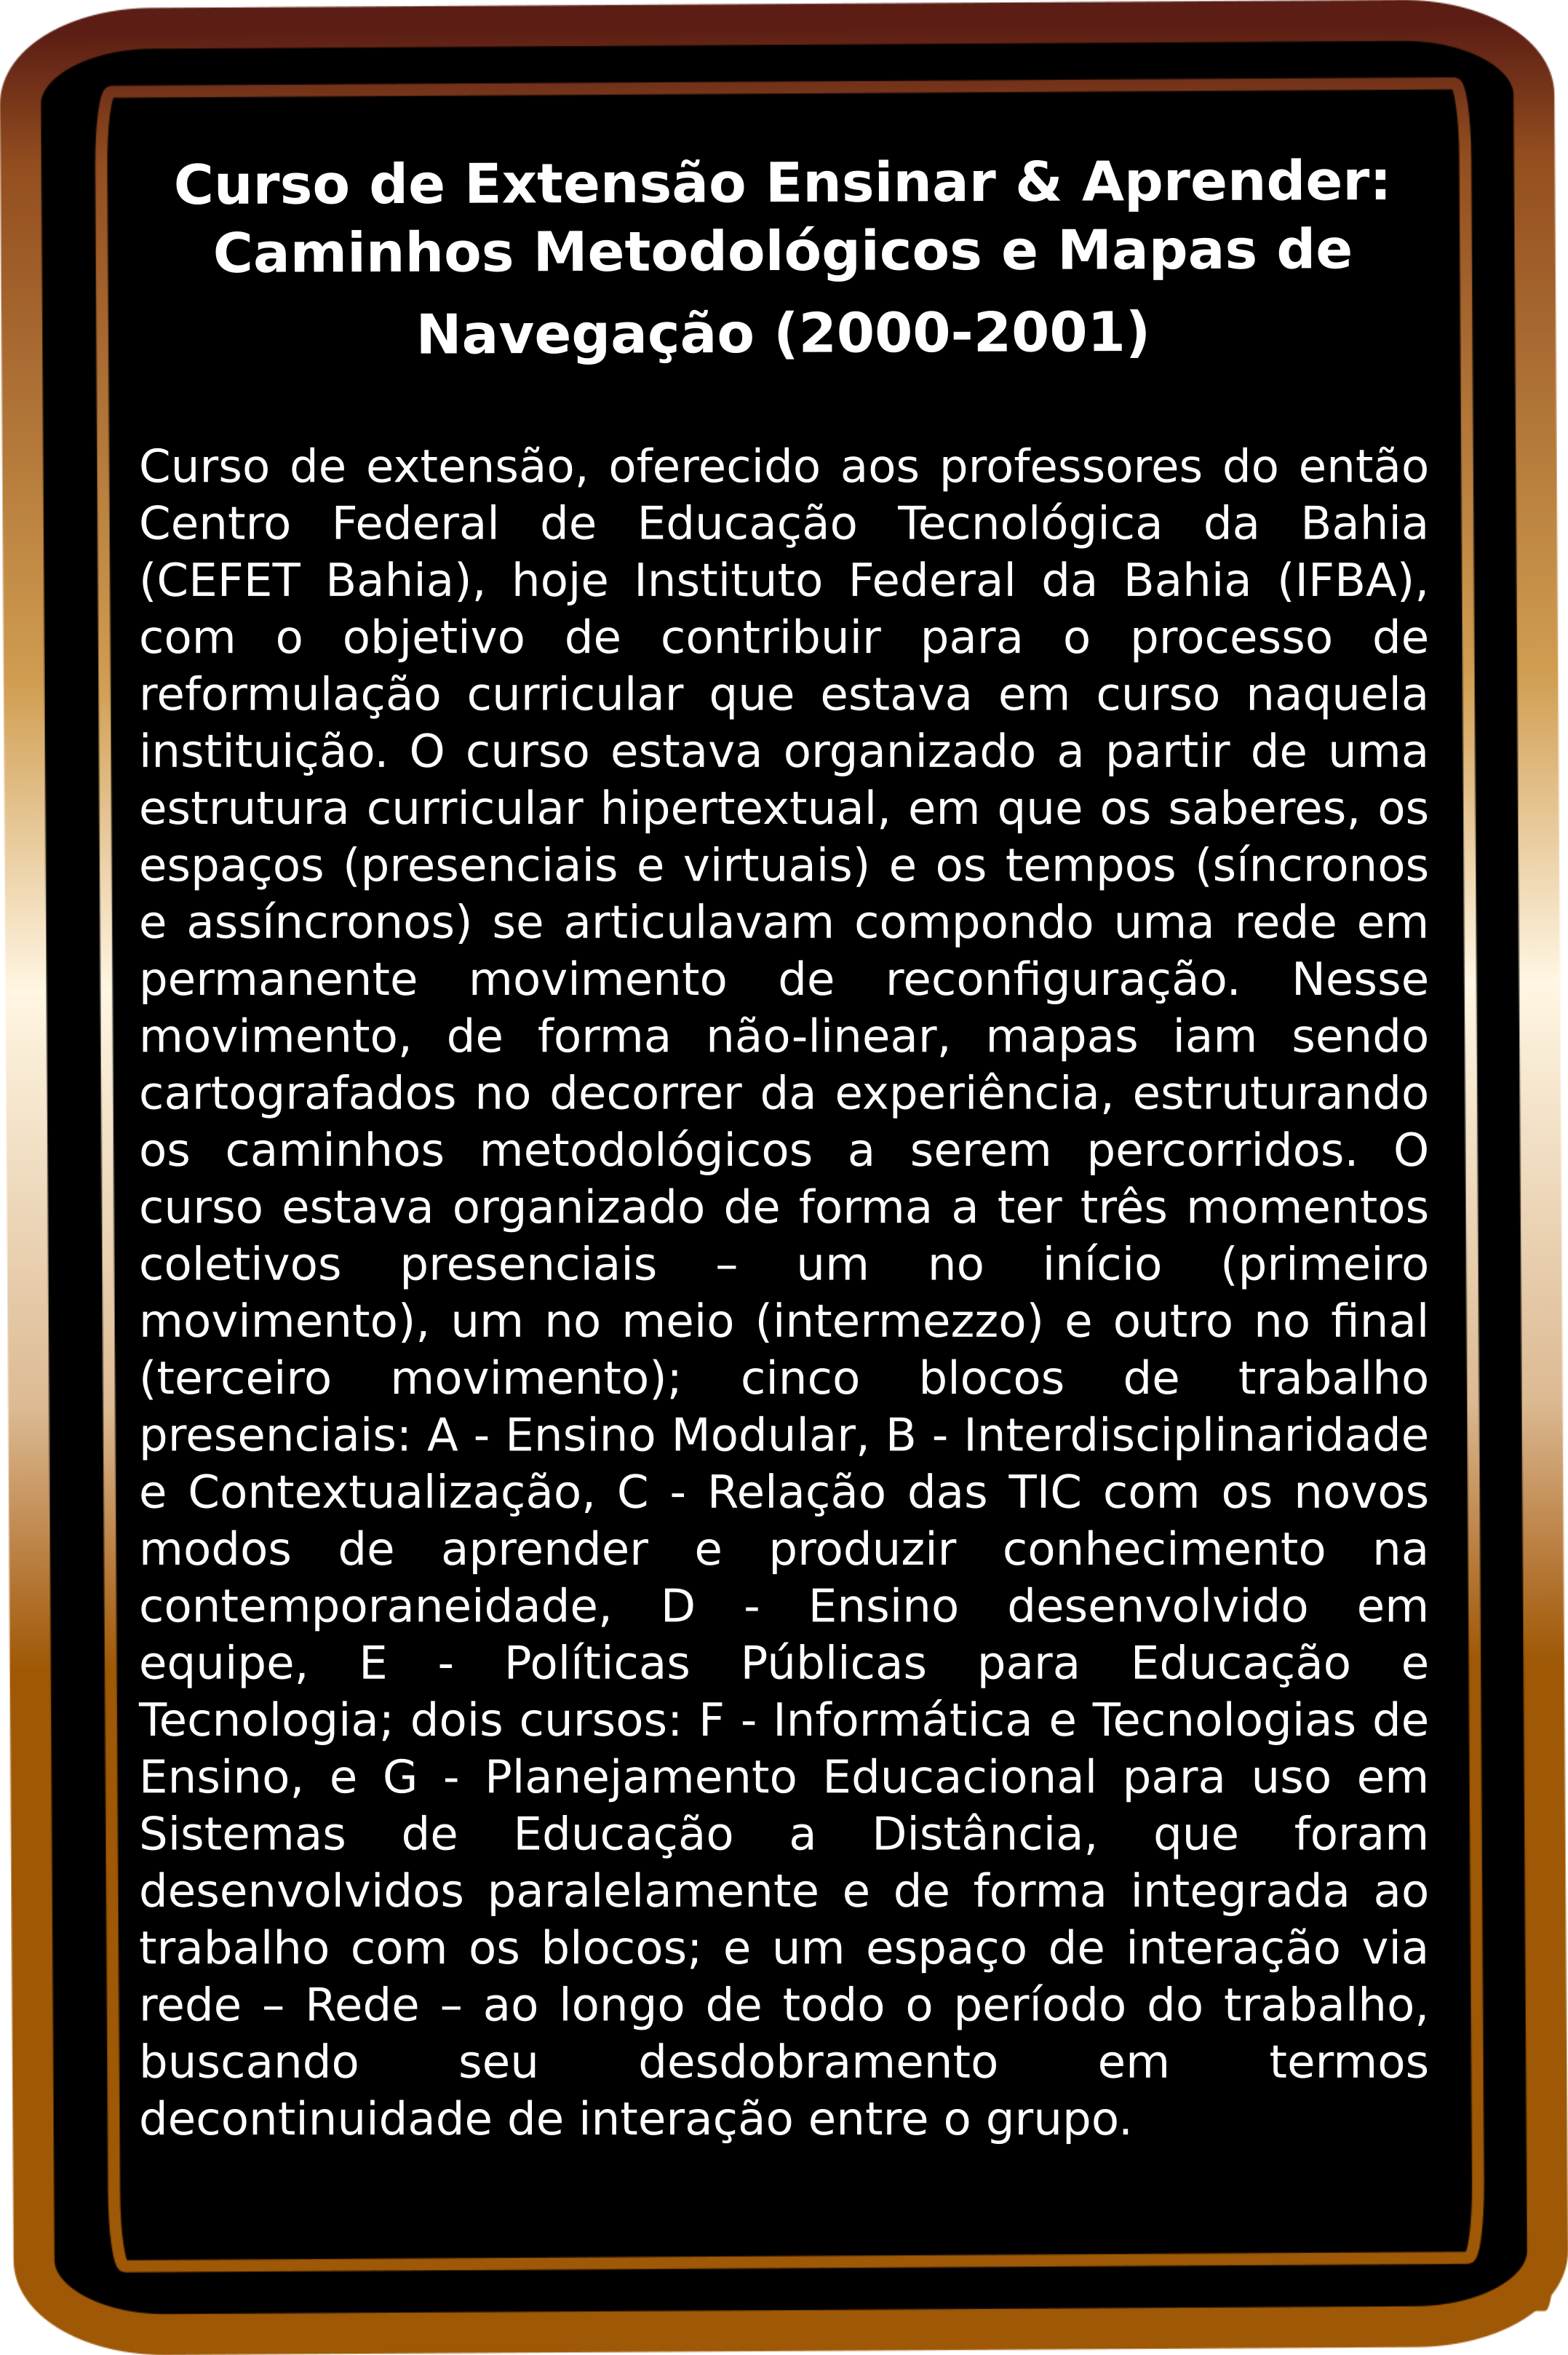 Curso de Extensão Ensinar & Aprender:
Caminhos Metodológicos e Mapas de
Navegação (2000-2001)
Curso de extensão, oferecido aos professores do então
Centro Federal de Educação Tecnológica da Bahia
(CEFET Bahia), hoje Instituto Federal da Bahia (IFBA),
com o objetivo de contribuir para o processo de
reformulação curricular que estava em curso naquela
instituição. O curso estava organizado a partir de uma
estrutura curricular hipertextual, em que os saberes, os
espaços (presenciais e virtuais) e os tempos (síncronos
e assíncronos) se articulavam compondo uma rede em
permanente movimento de reconfiguração. Nesse
movimento, de forma não-linear, mapas iam sendo
cartografados no decorrer da experiência, estruturando
os caminhos metodológicos a serem percorridos. O
curso estava organizado de forma a ter três momentos
coletivos presenciais – um no início (primeiro
movimento), um no meio (intermezzo) e outro no final
(terceiro movimento); cinco blocos de trabalho
presenciais: A - Ensino Modular, B - Interdisciplinaridade
e Contextualização, C - Relação das TIC com os novos
modos de aprender e produzir conhecimento na
contemporaneidade, D - Ensino desenvolvido em
equipe, E - Políticas Públicas para Educação e
Tecnologia; dois cursos: F - Informática e Tecnologias de
Ensino, e G - Planejamento Educacional para uso em
Sistemas de Educação a Distância, que foram
desenvolvidos paralelamente e de forma integrada ao
trabalho com os blocos; e um espaço de interação via
rede – Rede – ao longo de todo o período do trabalho,
buscando seu desdobramento em termos
decontinuidade de interação entre o grupo.